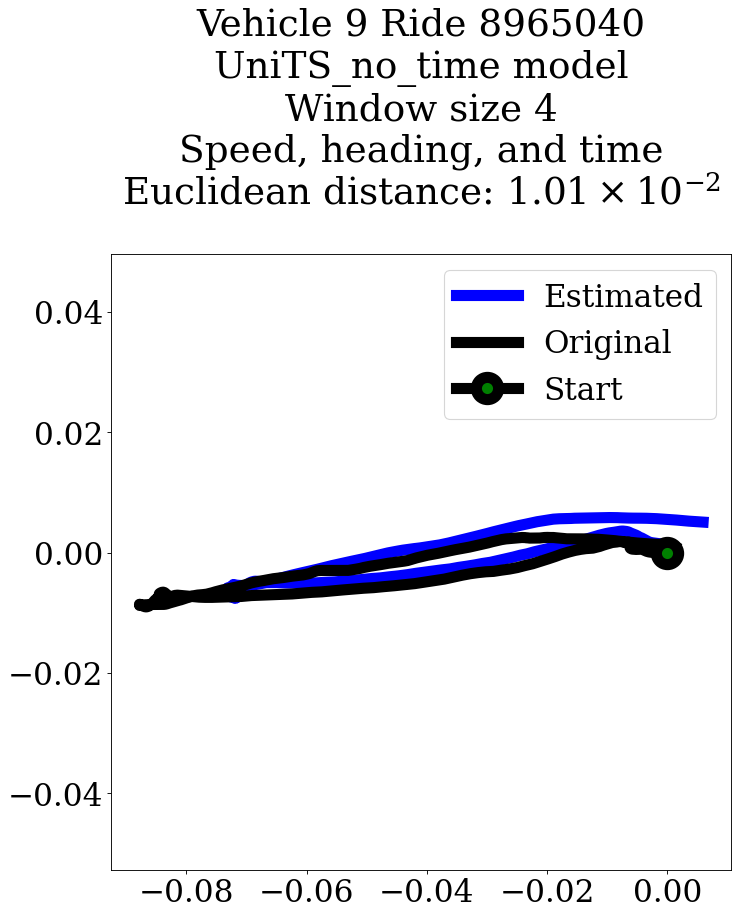 Vehicle 9 Ride 8965040
UniTS_no_time model
Window size 4
Speed, heading, and time
Euclidean distance: 1.01 × 10⁻²
Estimated
Original
Start
0.04
0.02
0.00
−0.02
−0.04
−0.08
−0.06
−0.04
−0.02
0.00